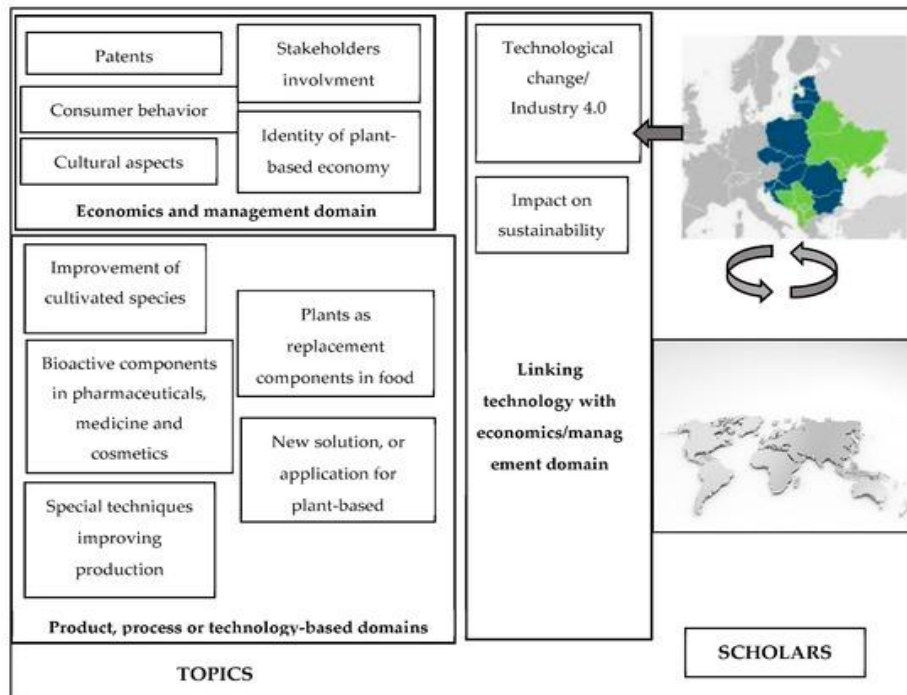 Patents
Stakeholders
involvment
Consumer behavior
Identity of plant-
based economy
Cultural aspects
Economics and management domain
Improvement of
cultivated species
Plants as
replacement
components in food
Bioactive components
in pharmaceuticals,
medicine and
cosmetics
New solution, or
application for
plant-based
Special techniques
improving
production
Product, process or technology-based domains
TOPICS
Technological
change/
Industry 4.0
Impact on
sustainability
Linking
technology with
economics/manag
ement domain
SCHOLARS